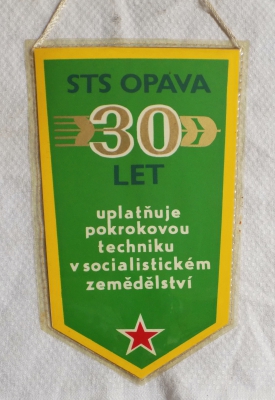 STS OPAVA
30
LET
uplatňuje
pokrokovou
techniku
v socialistickém
zemědělství